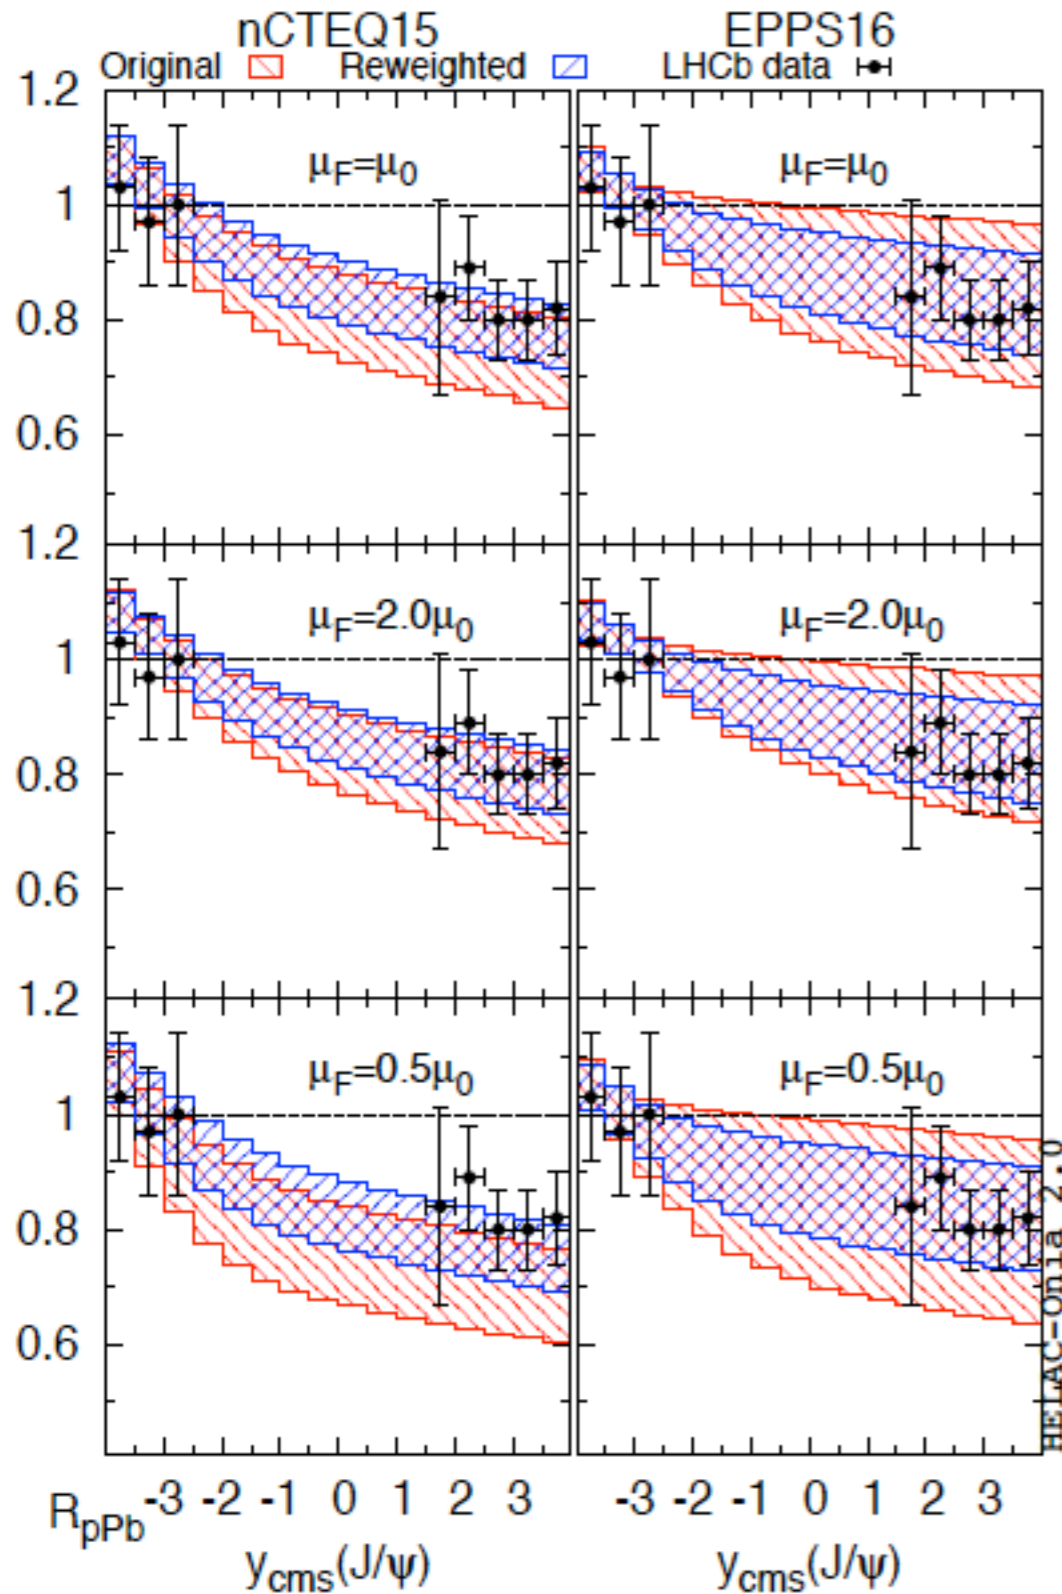 nCTEQ15 EPPS16
Original Reweighted LHCb data
1.2
μF=μ0 μF=μ0
1
0.8
0.6
1.2
μF=2.0μ0 μF=2.0μ0
1
0.8
0.6
1.2
μF=0.5μ0 μF=0.5μ0
1
0.8
0.6
HELAC-Onia 2.0
RpPb -3 -2 -1 0 1 2 3 -3 -2 -1 0 1 2 3
ycms(J/ψ) ycms(J/ψ)